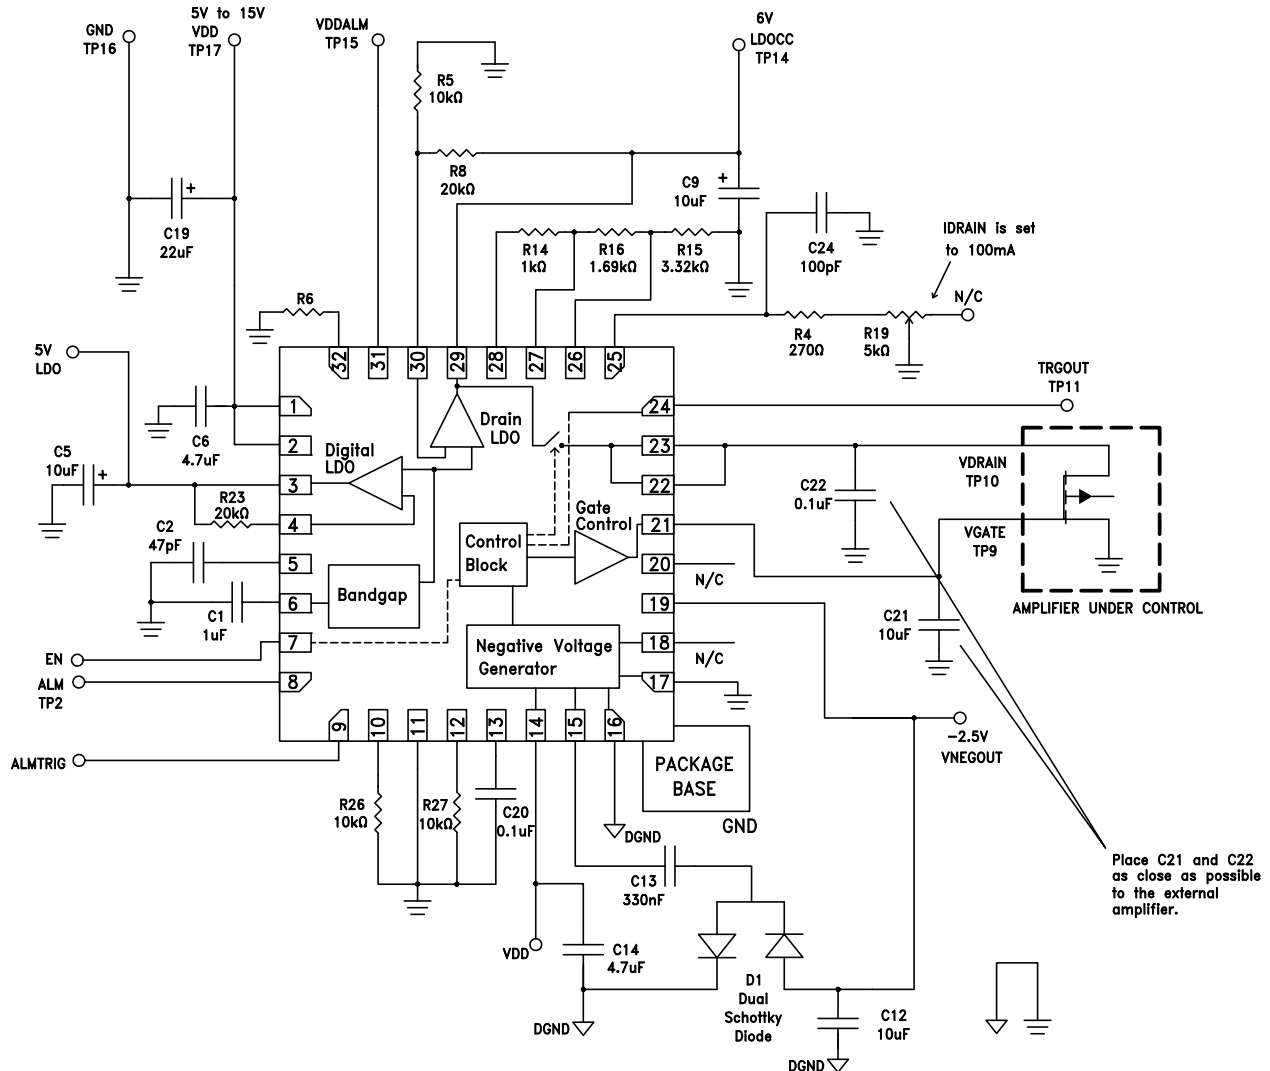 5V to 15V
VDD
TP17
GND
TP16
VDDALM
TP15
6V
LDOCC
TP14
R5
10kΩ
R8
20kΩ
C9
10uF
+
C19
22uF
+
R14
1kΩ
R16
1.69kΩ
R15
3.32kΩ
C24
100pF
IDRAIN is set
to 100mA
N/C
R4
270Ω
R19
5kΩ
R6
5V
LDO
32
31
30
29
28
27
26
25
TRGOUT
TP11
1
2
3
4
5
6
7
8
24
23
22
21
20
19
18
17
C6
4.7uF
C5
10uF
+
R23
20kΩ
C2
47pF
C1
1uF
Digital
LDO
Drain
LDO
Gate
Control
Control
Block
Bandgap
Negative Voltage
Generator
VDRAIN
TP10
C22
0.1uF
VGATE
TP9
AMPLIFIER UNDER CONTROL
N/C
C21
10uF
N/C
EN
ALM
TP2
ALMTRIG
9
10
11
12
13
14
15
16
-2.5V
VNEGOUT
PACKAGE
BASE
GND
R26
10kΩ
R27
10kΩ
C20
0.1uF
DGND
C13
330nF
Place C21 and C22
as close as possible
to the external
amplifier.
VDD
C14
4.7uF
DGND
D1
Dual
Schottky
Diode
C12
10uF
DGND